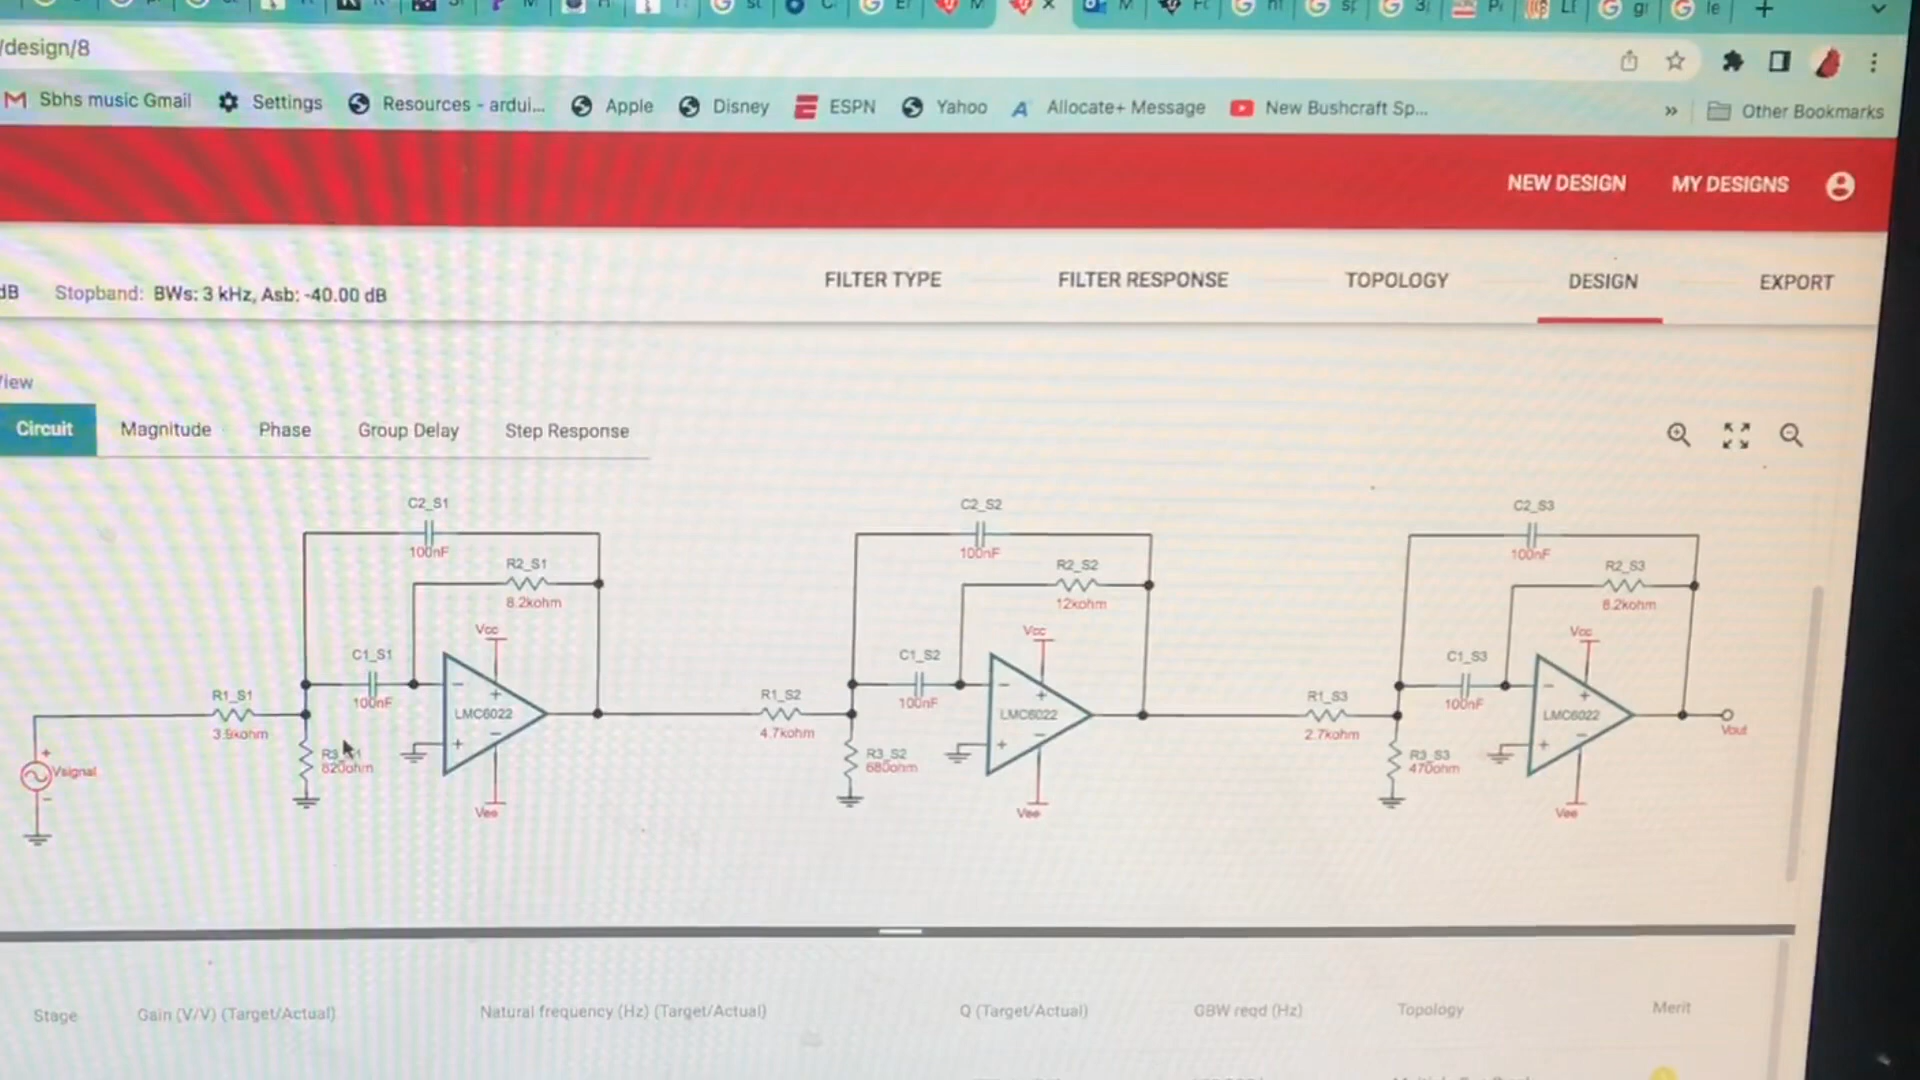 /design/8
Sbhs music Gmail Settings Resources - ardui... Apple Disney ESPN Yahoo Allocate+ Message New Bushcraft Sp... » Other Bookmarks
NEW DESIGN MY DESIGNS
dB Stopband: BWs: 3 kHz, Asb: -40.00 dB
FILTER TYPE FILTER RESPONSE TOPOLOGY DESIGN EXPORT
View
Circuit Magnitude Phase Group Delay Step Response
C2_S1 C2_S2 C2_S3
100nF 100nF 100nF
R2_S1 R2_S2 R2_S3
8.2kohm 12kohm 8.2kohm
Vcc Vcc Vcc
C1_S1 C1_S2 C1_S3
100nF 100nF 100nF
R1_S1 R1_S2 R1_S3
LMC6022 LMC6022 LMC6022
3.9kohm 4.7kohm 2.7kohm Vout
R3_S2 R3_S3
Vsignal 820ohm 680ohm 470ohm
Vee Vee Vee
Stage Gain (V/V) (Target/Actual) Natural frequency (Hz) (Target/Actual) Q (Target/Actual) GBW reqd (Hz) Topology Merit